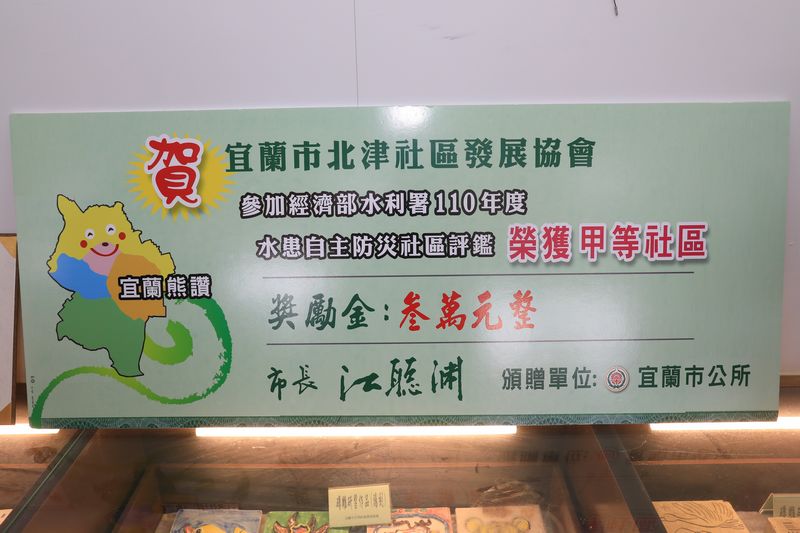 賀
宜蘭市北津社區發展協會
參加經濟部水利署110年度
水患自主防災社區評鑑 榮獲 甲等社區
宜蘭 熊讚
獎勵金：叄萬元整
市長 江聰渊
頒贈單位: 宜蘭市公所